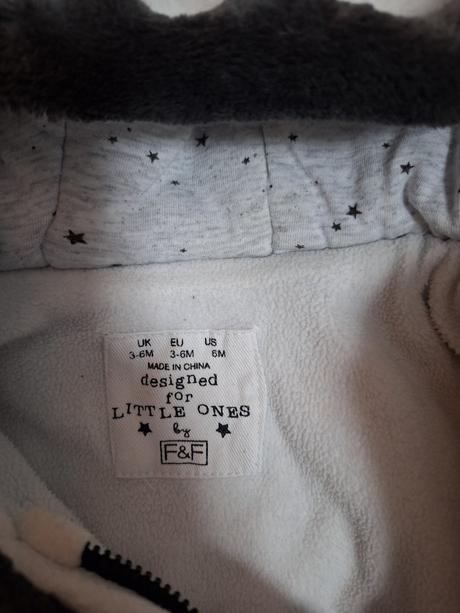 UK EU US
3-6M 3-6M 6M
MADE IN CHINA
designed
for
LITTLE ONES
by
F&F